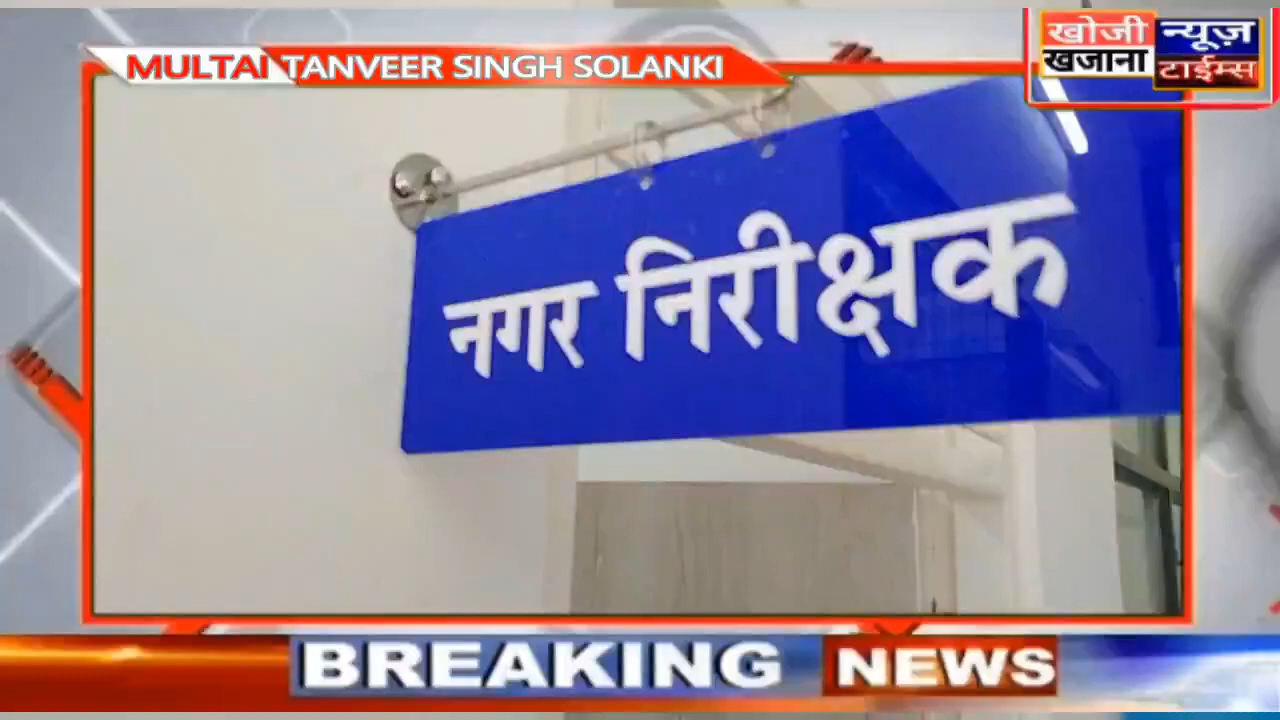 MULTAI TANVEER SINGH SOLANKI
खोजी न्यूज़
खजाना टाईम्स
नगर निरीक्षक
BREAKING NEWS